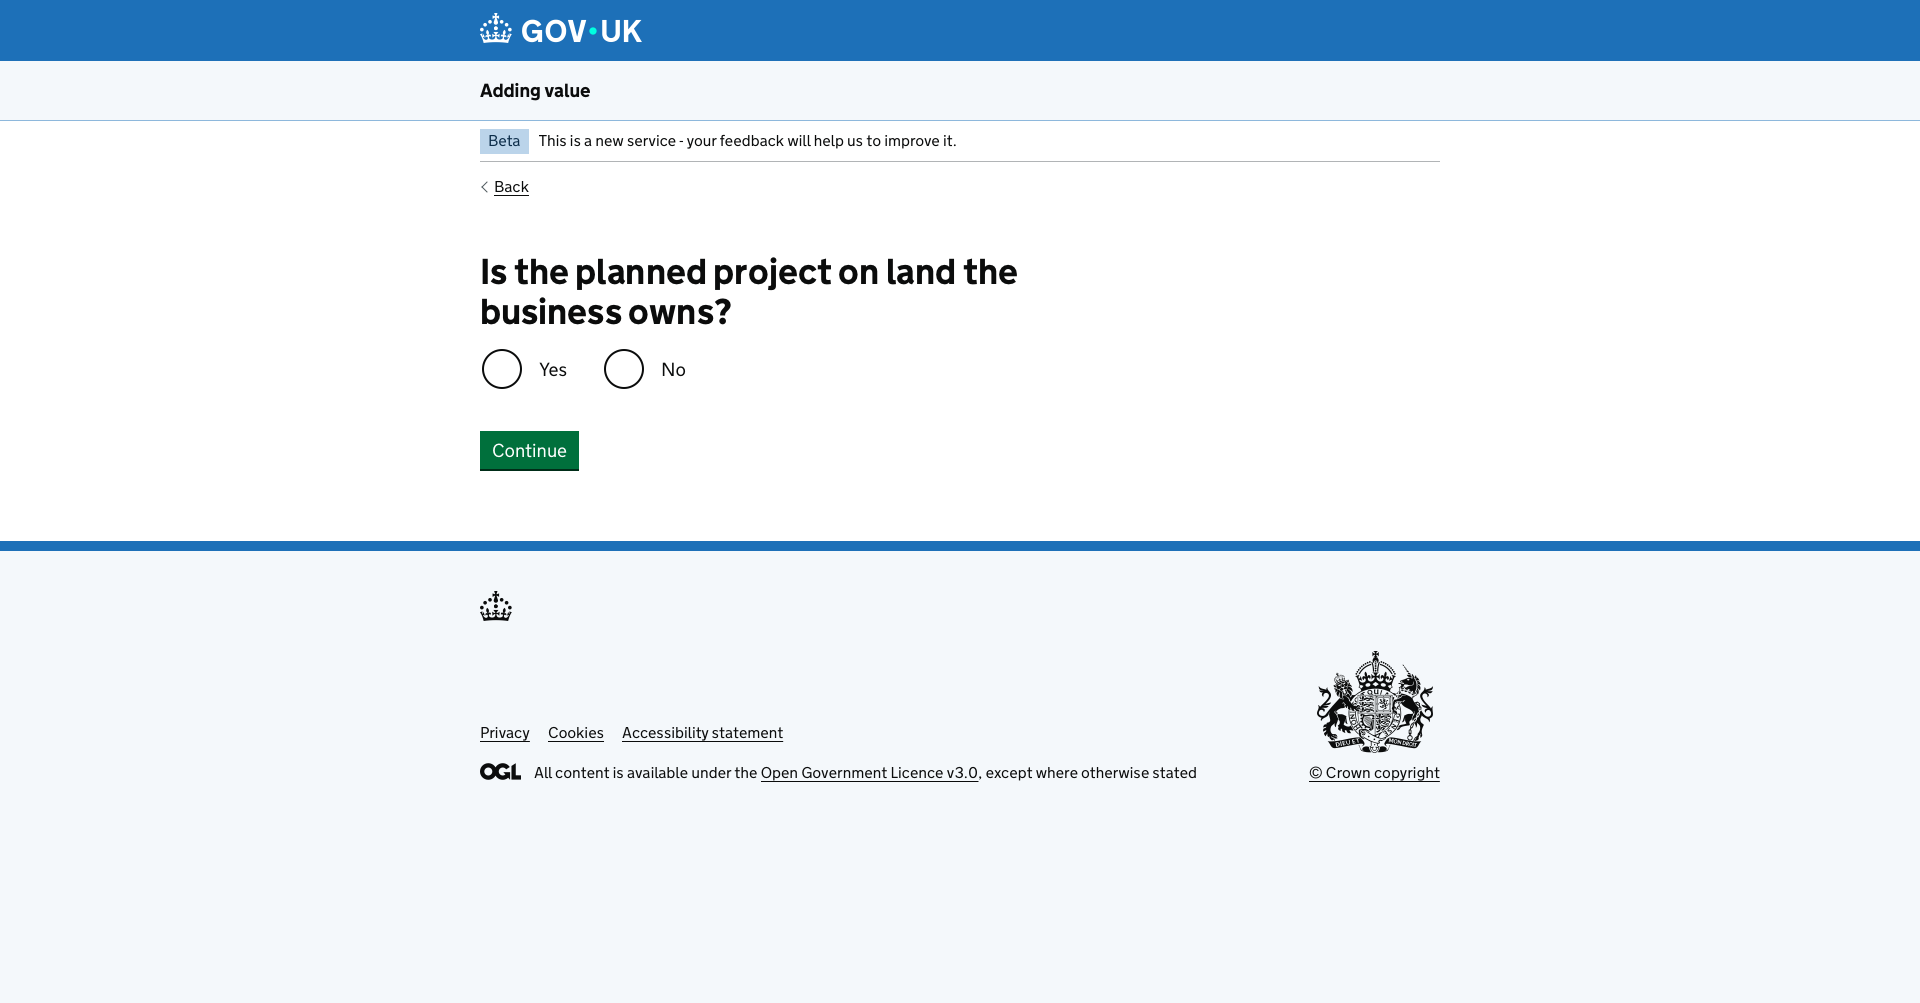 GOV•UK
Adding value
Beta This is a new service - your feedback will help us to improve it.
Back
Is the planned project on land the
business owns?
Yes No
Continue
Privacy Cookies Accessibility statement
OGL All content is available under the Open Government Licence v3.0, except where otherwise stated
© Crown copyright